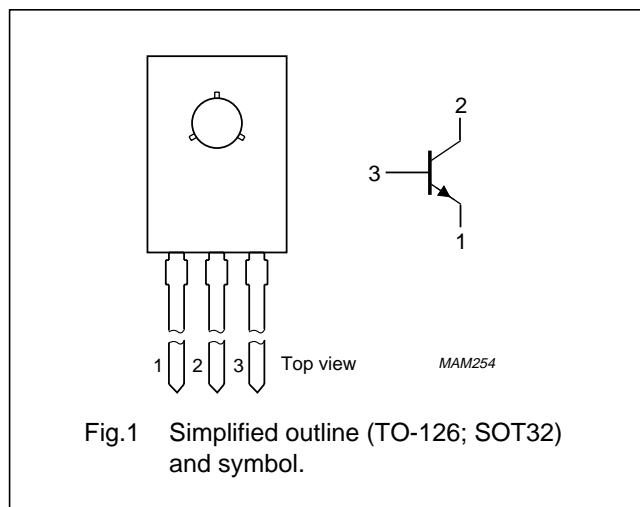 2
3
1
1 2 3 Top view MAM254
Fig.1 Simplified outline (TO-126; SOT32)
and symbol.